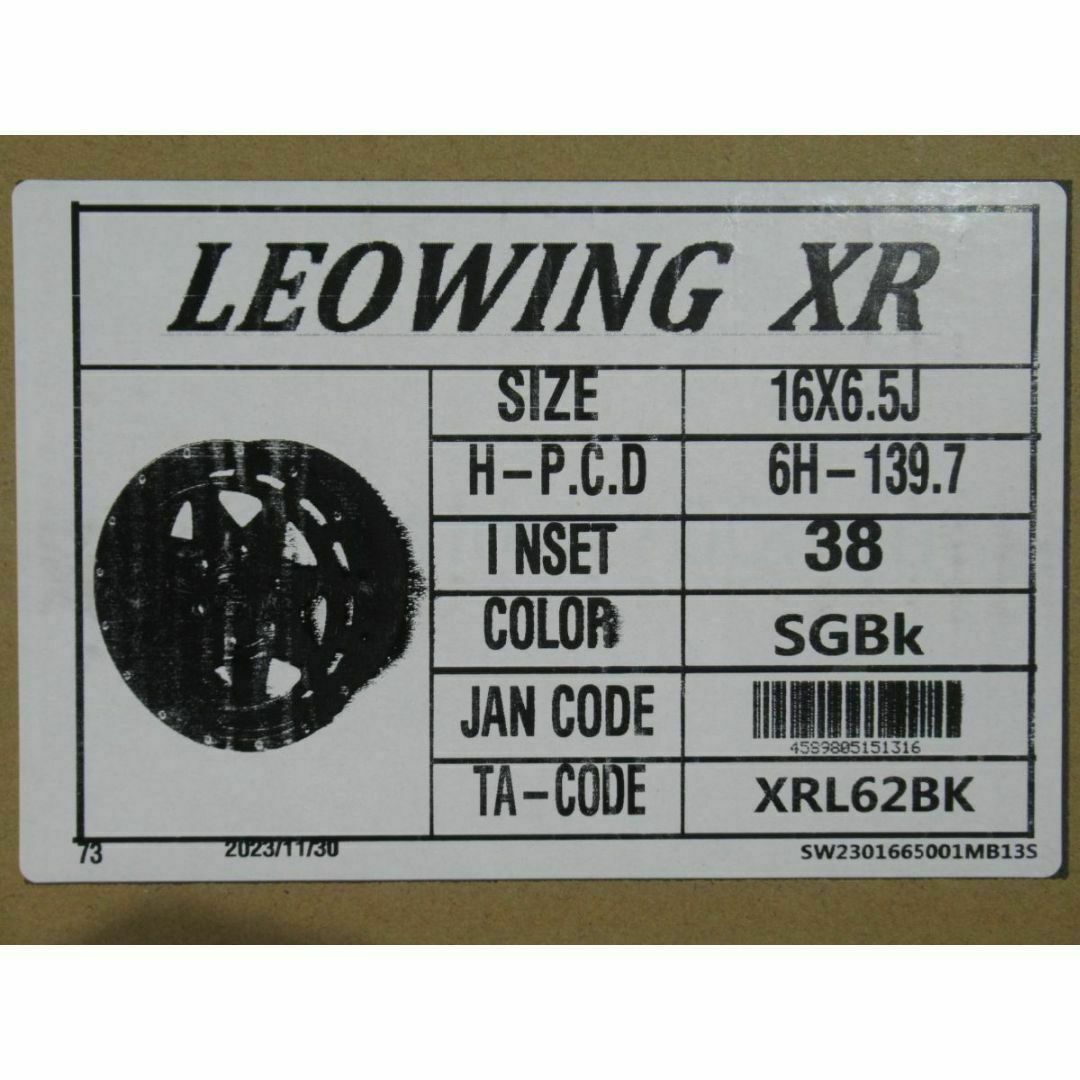 LEOWING XR
SIZE 16X6.5J
H-P.C.D 6H-139.7
INSET 38
COLOR SGBk
JAN CODE 4589805151316
TA-CODE XRL62BK
73 2023/11/30 SW2301665001MB13S